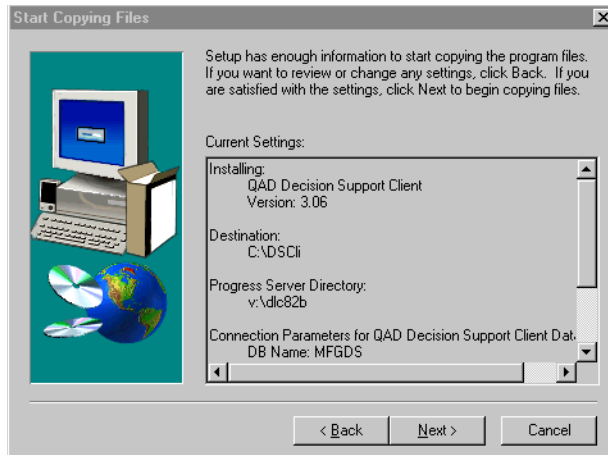 Start Copying Files
Setup has enough information to start copying the program files.
If you want to review or change any settings, click Back. If you
are satisfied with the settings, click Next to begin copying files.
Current Settings:
Installing:
QAD Decision Support Client
Version: 3.06
Destination:
C:\DSCli
Progress Server Directory:
v:\dlc82b
Connection Parameters for QAD Decision Support Client Dat
DB Name: MFGDS
< Back
Next >
Cancel